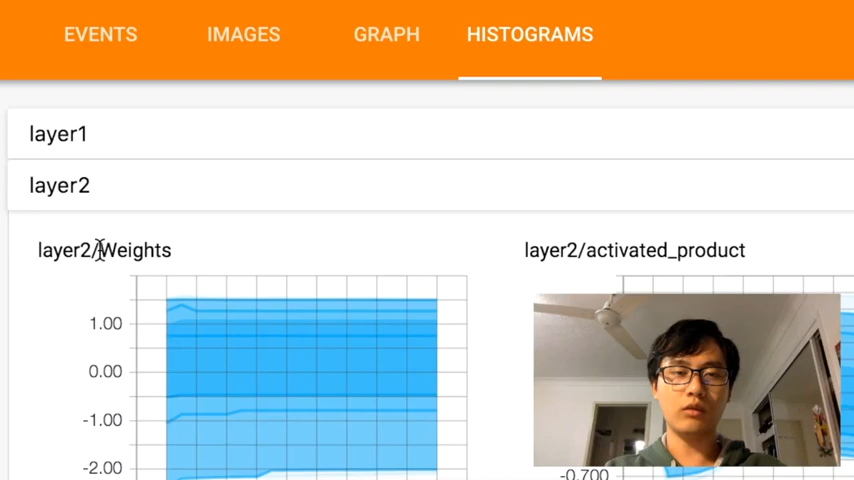 EVENTS IMAGES GRAPH HISTOGRAMS
layer1
layer2
layer2/Weights
layer2/activated_product
1.00
0.00
-1.00
-2.00
-0.700